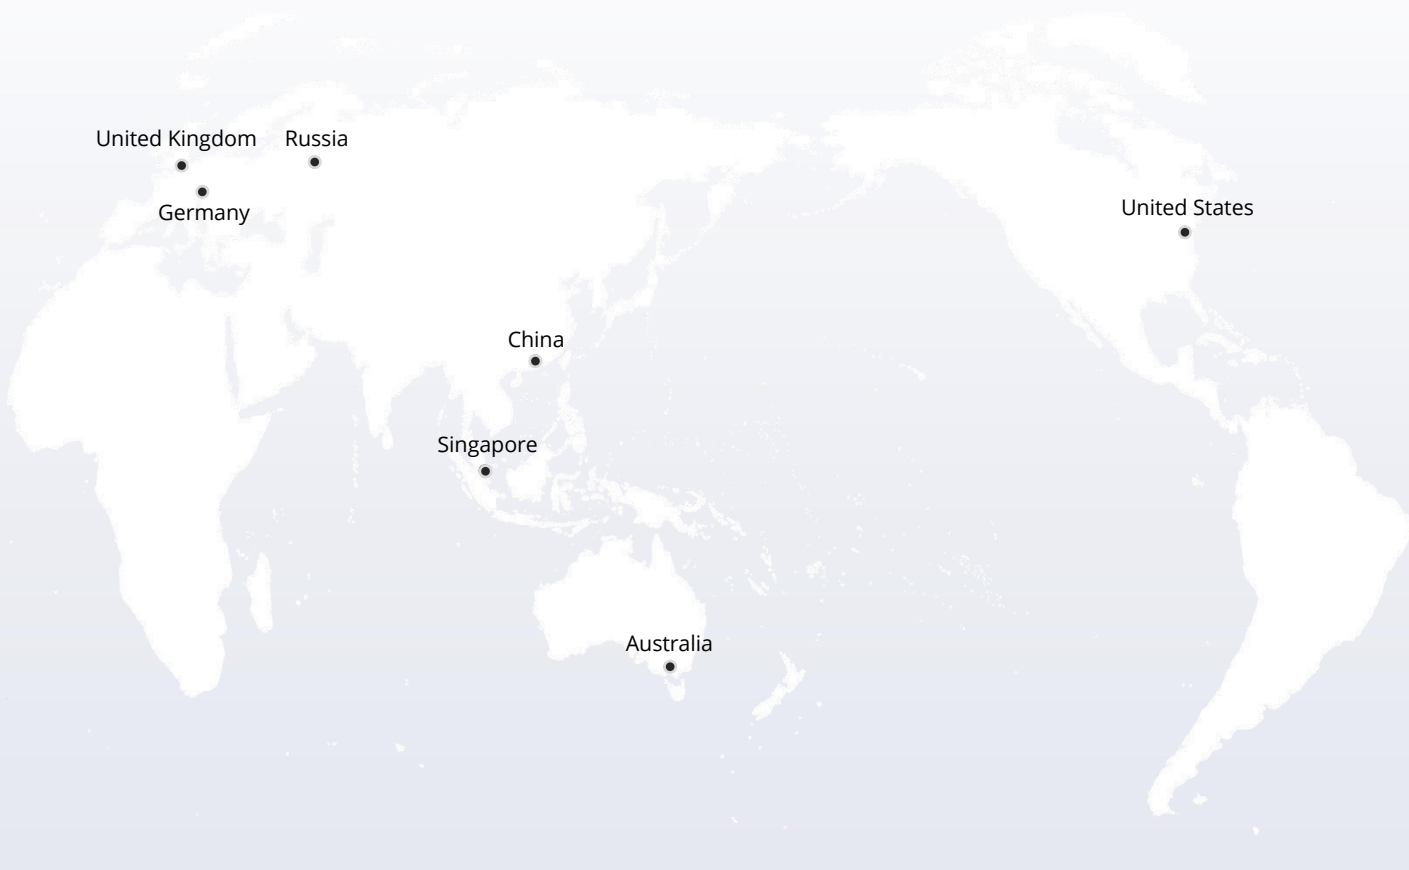 United Kingdom
Russia
Germany
United States
China
Singapore
Australia